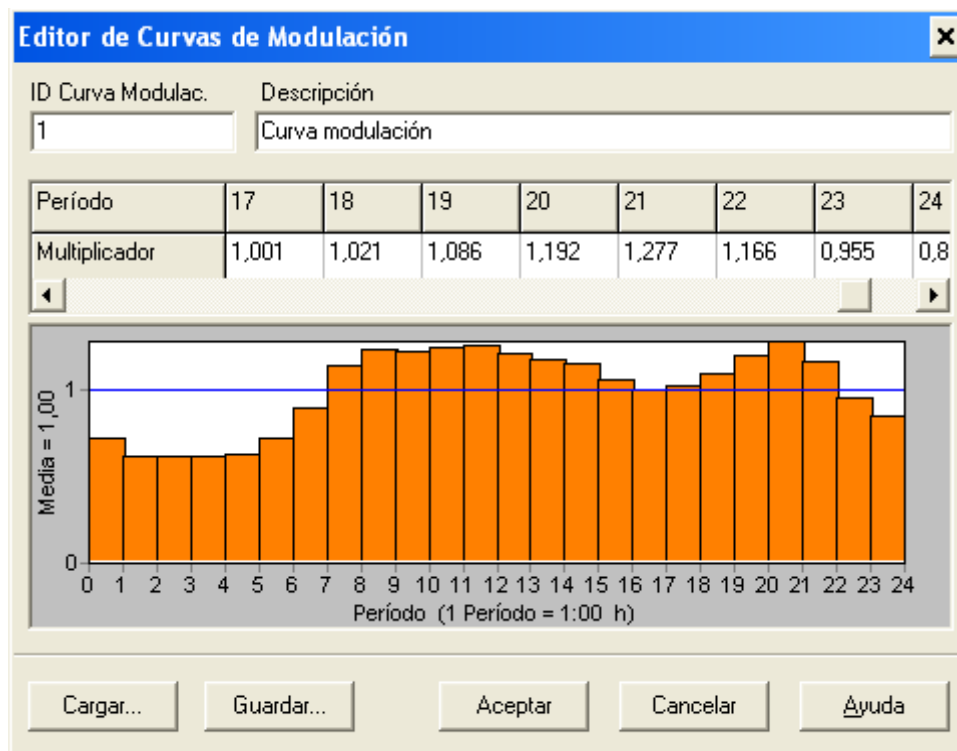 Editor de Curvas de Modulación
ID Curva Modulac. Descripción
1 Curva modulación
Período 17 18 19 20 21 22 23 24
Multiplicador 1,001 1,021 1,086 1,192 1,277 1,166 0,955 0,8
Media = 1,00
1
0
0 1 2 3 4 5 6 7 8 9 10 11 12 13 14 15 16 17 18 19 20 21 22 23 24
Período (1 Período = 1:00 h)
Cargar... Guardar... Aceptar Cancelar Ayuda